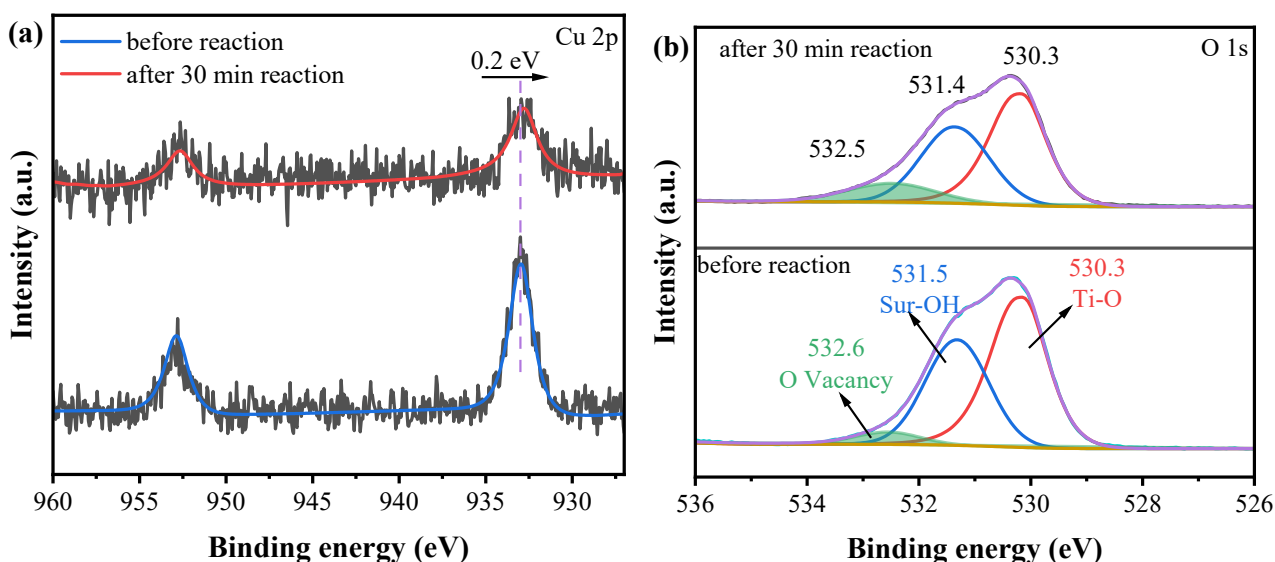 (a)
before reaction
after 30 min reaction
Cu 2p
0.2 eV
Intensity (a.u.)
960 955 950 945 940 935 930
Binding energy (eV)
(b)
after 30 min reaction
O 1s
530.3
531.4
532.5
before reaction
531.5
Sur-OH
530.3
Ti-O
532.6
O Vacancy
Intensity (a.u.)
536 534 532 530 528 526
Binding energy (eV)